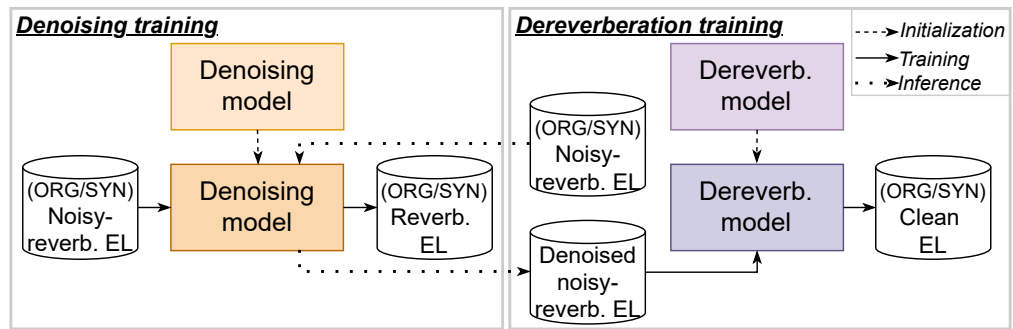 Denoising training
Denoising
model
(ORG/SYN)
Noisy-
reverb. EL
Denoising
model
(ORG/SYN)
Reverb.
EL
Dereverberation training
Initialization
Training
Inference
Dereverb.
model
(ORG/SYN)
Noisy-
reverb. EL
Dereverb.
model
(ORG/SYN)
Clean
EL
Denoised
noisy-
reverb. EL